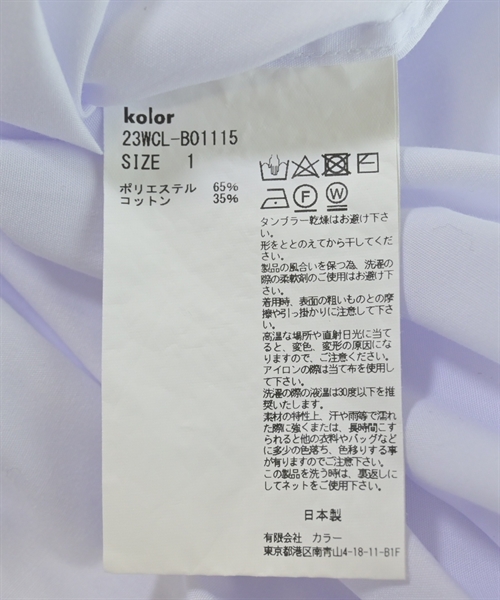 kolor
23WCL-B01115
SIZE 1
ポリエステル 65%
コットン 35%
タンブラー乾燥はお避け下さ
い。
形をととのえてから干してくださ
い。
製品の風合いを保つ為、洗濯の
際の柔軟剤のご使用はお避け下
さい。
着用時、表面の粗いものとの摩
擦や引っ掛かりに注意して下さ
い。
高温な場所や直射日光に当て
ると、変色、変形の原因にな
りますので、ご注意ください。
アイロンの際は当て布を使用し
て下さい。
洗濯の際の液温は30度以下を推
奨いたします。
素材の特性上、汗や雨等で濡れ
た際に強くまたは、長時間こす
られると他の衣料やバッグなど
に多少の色落ち、色移りする事
が有りますのでご注意下さい。
この製品を洗う時は、裏返しに
してネットをご使用ください。
日本製
有限会社 カラー
東京都港区南青山4-18-11-B1F